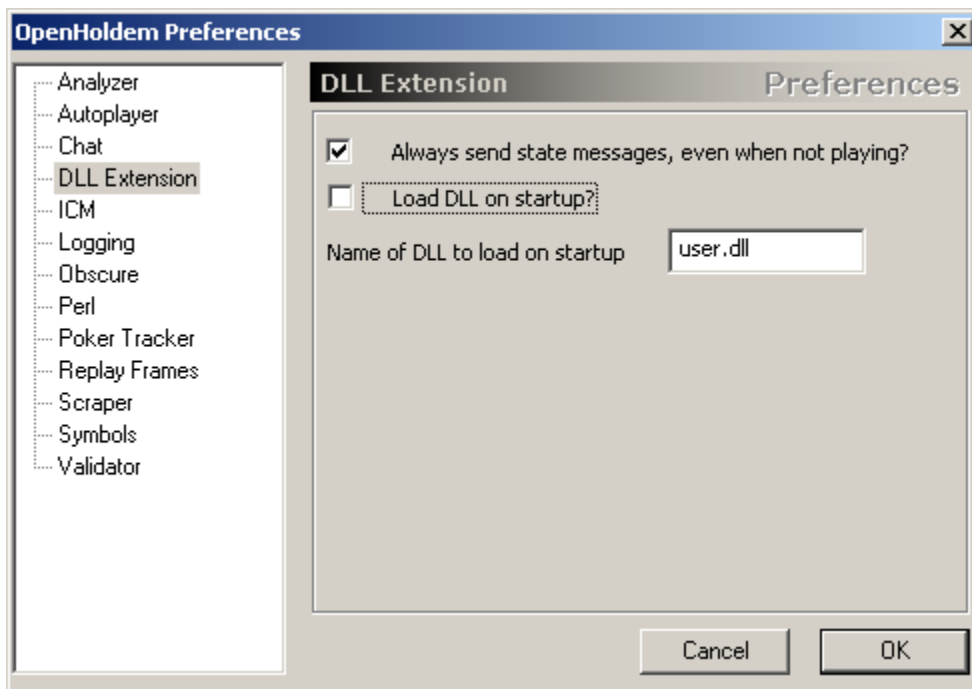 OpenHoldem Preferences
Analyzer
Autoplayer
Chat
DLL Extension
ICM
Logging
Obscure
Perl
Poker Tracker
Replay Frames
Scraper
Symbols
Validator
DLL Extension Preferences
Always send state messages, even when not playing?
Load DLL on startup?
Name of DLL to load on startup user.dll
Cancel OK